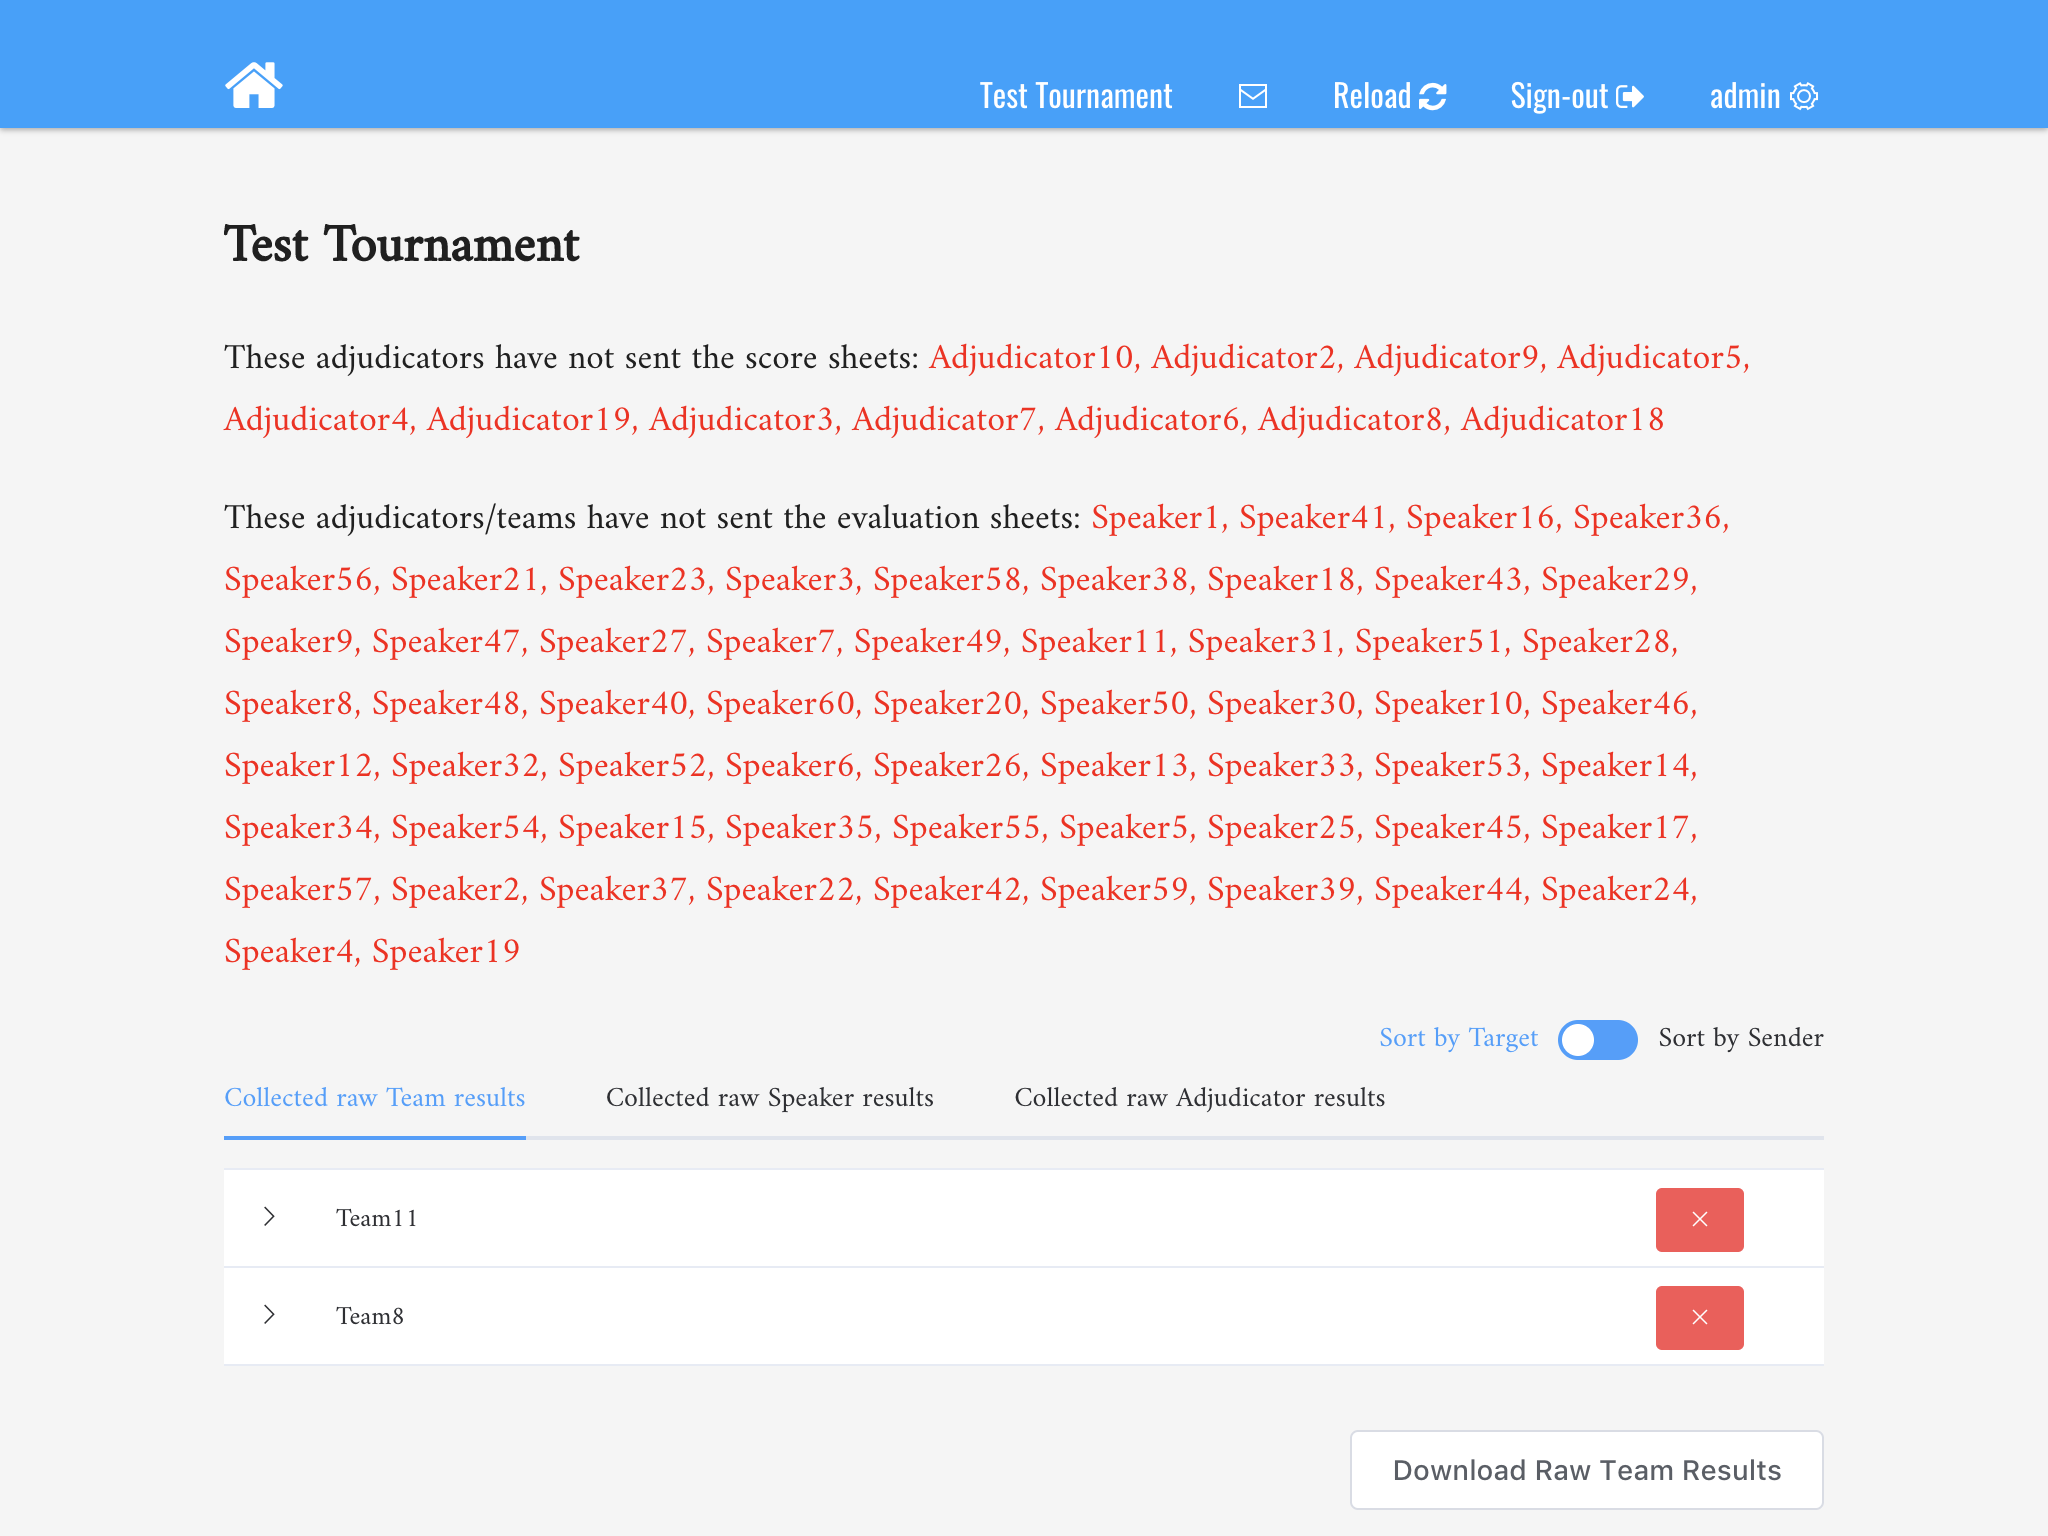 Test Tournament
Reload
Sign-out
admin
Test Tournament
These adjudicators have not sent the score sheets: Adjudicator10, Adjudicator2, Adjudicator9, Adjudicator5,
Adjudicator4, Adjudicator19, Adjudicator3, Adjudicator7, Adjudicator6, Adjudicator8, Adjudicator18
These adjudicators/teams have not sent the evaluation sheets: Speaker1, Speaker41, Speaker16, Speaker36,
Speaker56, Speaker21, Speaker23, Speaker3, Speaker58, Speaker38, Speaker18, Speaker43, Speaker29,
Speaker9, Speaker47, Speaker27, Speaker7, Speaker49, Speaker11, Speaker31, Speaker51, Speaker28,
Speaker8, Speaker48, Speaker40, Speaker60, Speaker20, Speaker50, Speaker30, Speaker10, Speaker46,
Speaker12, Speaker32, Speaker52, Speaker6, Speaker26, Speaker13, Speaker33, Speaker53, Speaker14,
Speaker34, Speaker54, Speaker15, Speaker35, Speaker55, Speaker5, Speaker25, Speaker45, Speaker17,
Speaker57, Speaker2, Speaker37, Speaker22, Speaker42, Speaker59, Speaker39, Speaker44, Speaker24,
Speaker4, Speaker19
Sort by Target
Sort by Sender
Collected raw Team results
Collected raw Speaker results
Collected raw Adjudicator results
Team11
Team8
Download Raw Team Results